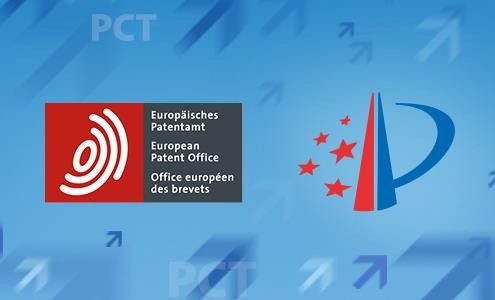 PCT
Europäisches
Patentamt
European
Patent Office
Office européen
des brevets
PCT